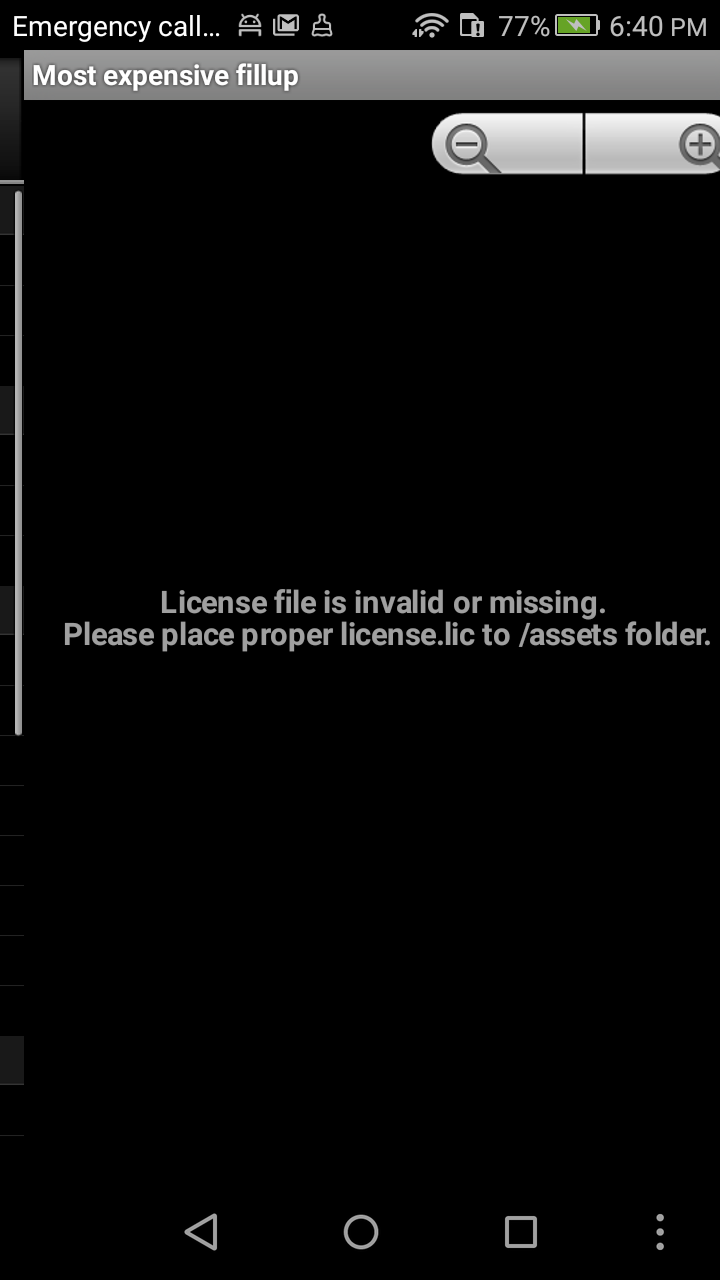 Emergency call... 77% 6:40 PM
Most expensive fillup
License file is invalid or missing.
Please place proper license.lic to /assets folder.